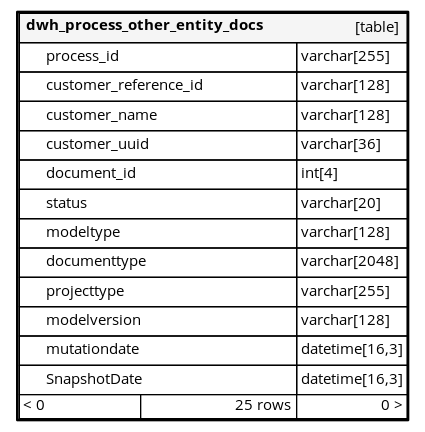 dwh_process_other_entity_docs [table]
process_id varchar[255]
customer_reference_id varchar[128]
customer_name varchar[128]
customer_uuid varchar[36]
document_id int[4]
status varchar[20]
modeltype varchar[128]
documenttype varchar[2048]
projecttype varchar[255]
modelversion varchar[128]
mutationdate datetime[16,3]
SnapshotDate datetime[16,3]
< 0 25 rows 0 >